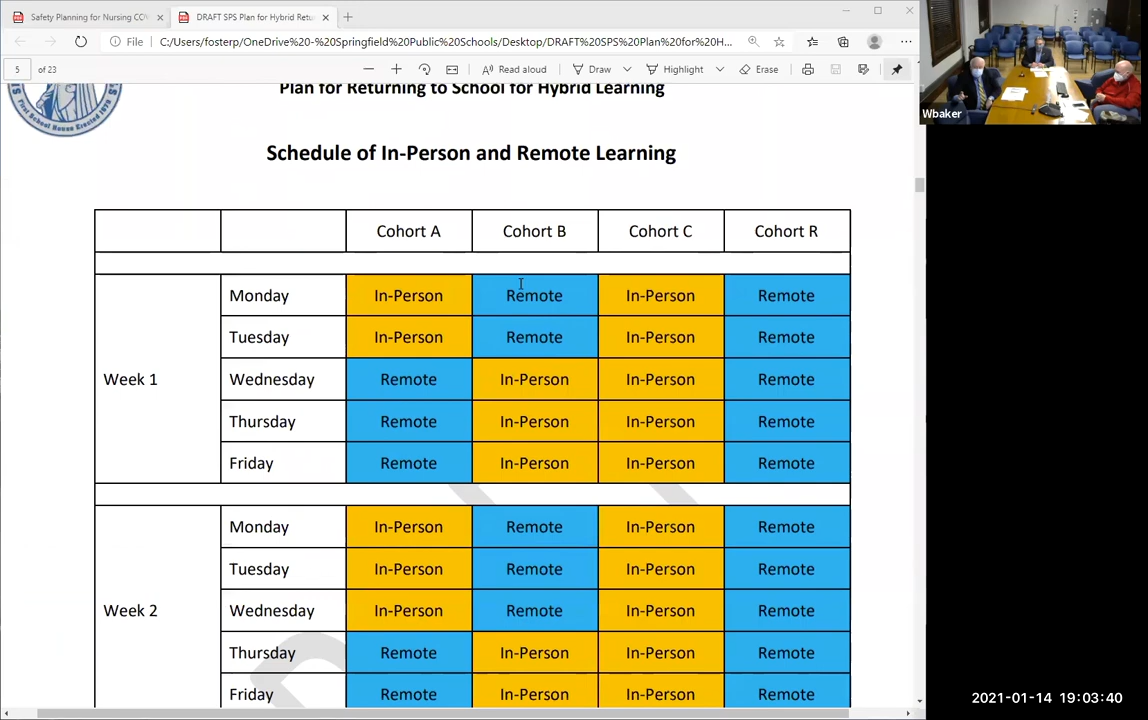 Safety Planning for Nursing CCW
DRAFT SPS Plan for Hybrid Retu
File
C:/Users/fosterp/OneDrive%20-%20Springfield%20Public%20Schools/Desktop/DRAFT%20SPS%20Plan%20for%20H...
5 of 23
Read aloud
Draw
Highlight
Erase
Wbaker
Plan for Returning to School for Hybrid Learning
Schedule of In-Person and Remote Learning
Cohort A Cohort B Cohort C Cohort R
Monday In-Person Remote In-Person Remote
Tuesday In-Person Remote In-Person Remote
Week 1 Wednesday Remote In-Person In-Person Remote
Thursday Remote In-Person In-Person Remote
Friday Remote In-Person In-Person Remote
Monday In-Person Remote In-Person Remote
Tuesday In-Person Remote In-Person Remote
Week 2 Wednesday In-Person Remote In-Person Remote
Thursday Remote In-Person In-Person Remote
Friday Remote In-Person In-Person Remote
2021-01-14 19:03:40